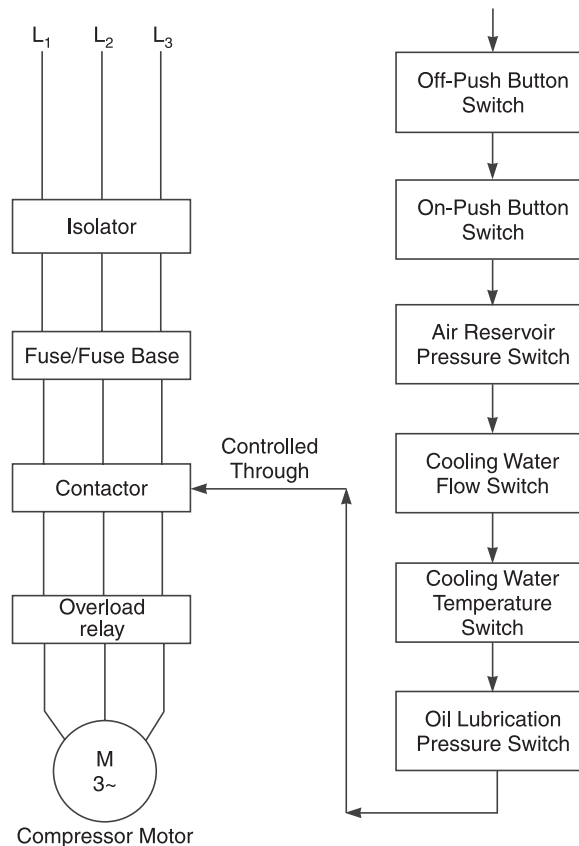 L1 L2 L3
Isolator
Fuse/Fuse Base
Contactor
Overload
relay
M
3~
Compressor Motor
Controlled
Through
Off-Push Button
Switch
On-Push Button
Switch
Air Reservoir
Pressure Switch
Cooling Water
Flow Switch
Cooling Water
Temperature
Switch
Oil Lubrication
Pressure Switch